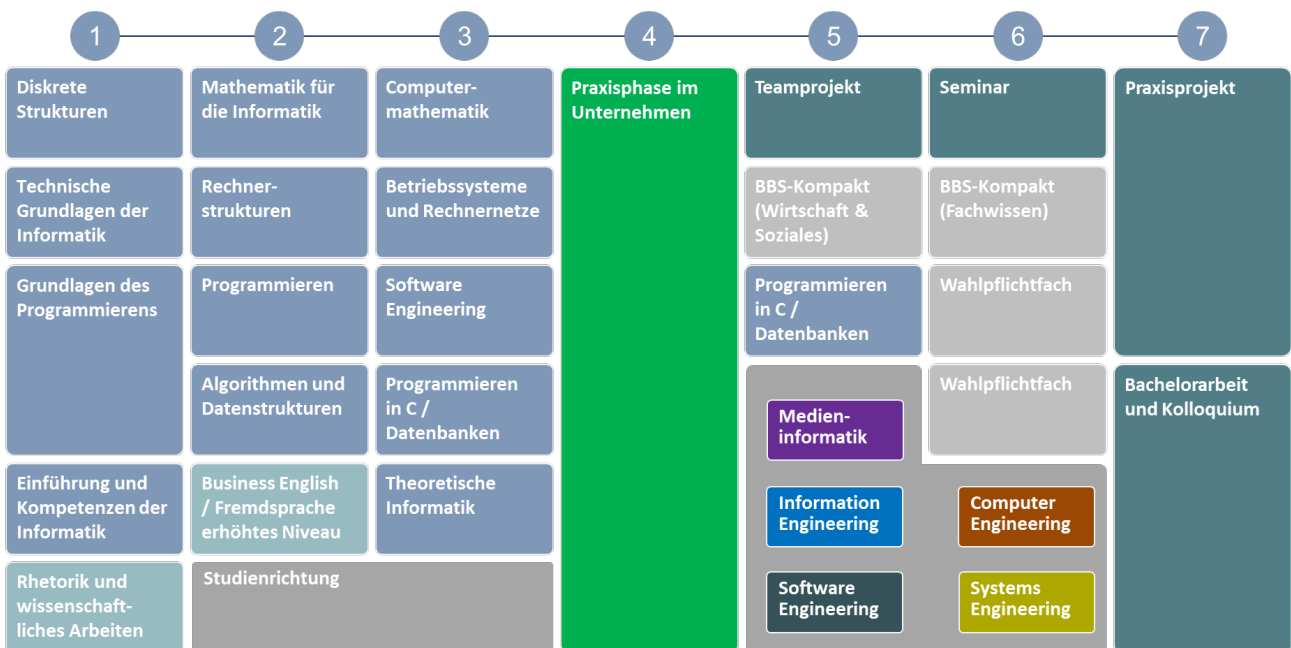 1
2
3
4
5
6
7
Diskrete
Strukturen
Mathematik für
die Informatik
Computer-
mathematik
Praxisphase im
Unternehmen
Teamprojekt
Seminar
Praxisprojekt
Technische
Grundlagen der
Informatik
Rechner-
strukturen
Betriebssysteme
und Rechnernetze
BBS-Kompakt
(Wirtschaft &
Soziales)
BBS-Kompakt
(Fachwissen)
Grundlagen des
Programmierens
Programmieren
Software
Engineering
Programmieren
in C /
Datenbanken
Wahlpflichtfach
Algorithmen und
Datenstrukturen
Programmieren
in C /
Datenbanken
Medien-
informatik
Wahlpflichtfach
Bachelorarbeit
und Kolloquium
Einführung und
Kompetenzen der
Informatik
Business English
/ Fremdsprache
erhöhtes Niveau
Theoretische
Informatik
Information
Engineering
Computer
Engineering
Rhetorik und
wissenschaft-
liches Arbeiten
Studienrichtung
Software
Engineering
Systems
Engineering